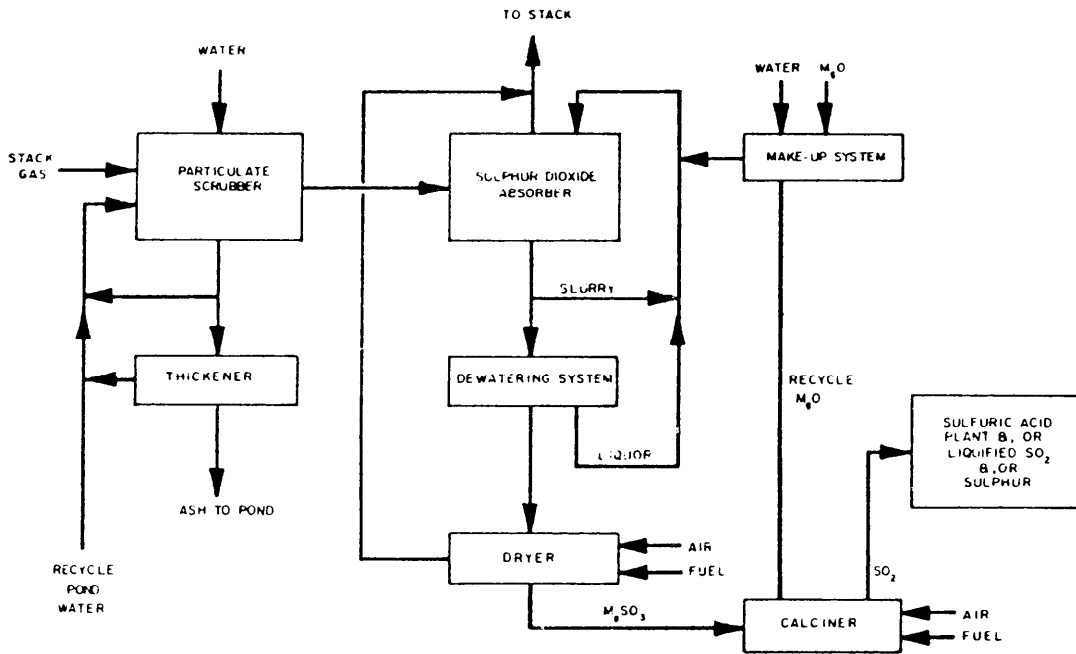 TO STACK
WATER
WATER
MgO
STACK
GAS
PARTICULATE
SCRUBBER
SULPHUR DIOXIDE
ABSORBER
MAKE-UP SYSTEM
SLURRY
THICKENER
DEWATERING SYSTEM
RECYCLE
MgO
LIQUOR
SULFURIC ACID
PLANT &, OR
LIQUIFIED SO2
&, OR
SULPHUR
ASH TO POND
DRYER
AIR
FUEL
RECYCLE
POND
WATER
SO2
MgSO3
CALCINER
AIR
FUEL